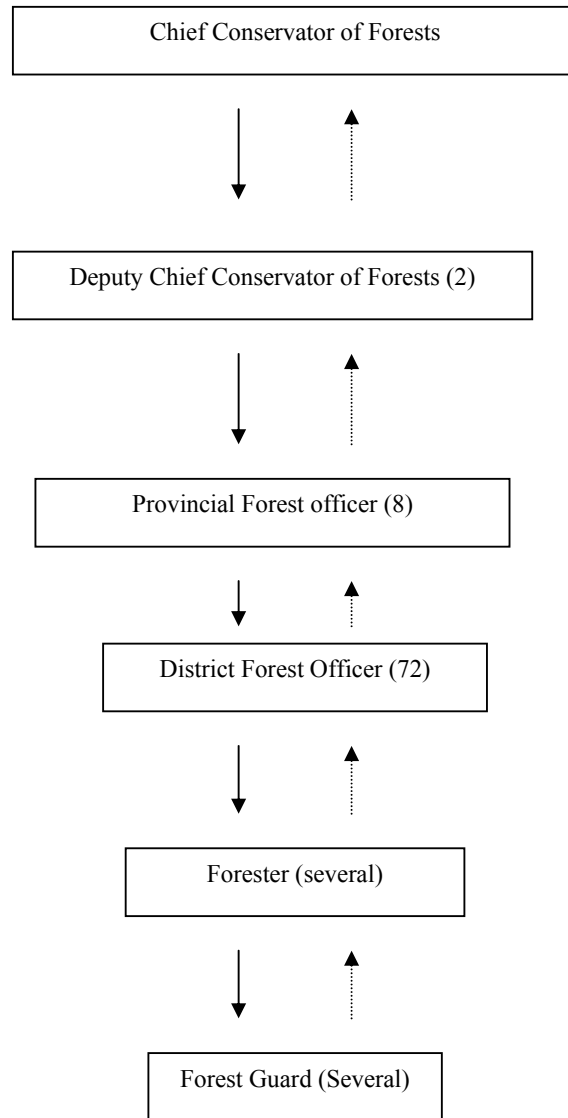 Chief Conservator of Forests
Deputy Chief Conservator of Forests (2)
Provincial Forest officer (8)
District Forest Officer (72)
Forester (several)
Forest Guard (Several)